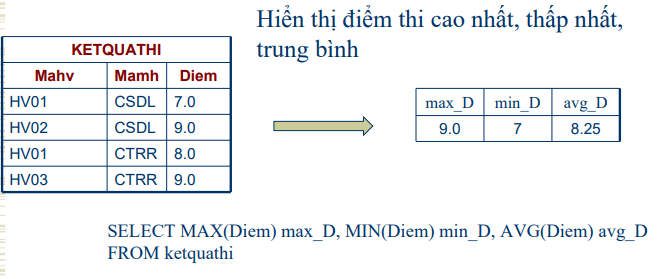 Hiển thị điểm thi cao nhất, thấp nhất,
trung bình
KETQUATHI
Mahv Mamh Diem
HV01 CSDL 7.0
HV02 CSDL 9.0
HV01 CTRR 8.0
HV03 CTRR 9.0
max_D min_D avg_D
9.0 7 8.25
SELECT MAX(Diem) max_D, MIN(Diem) min_D, AVG(Diem) avg_D
FROM ketquathi